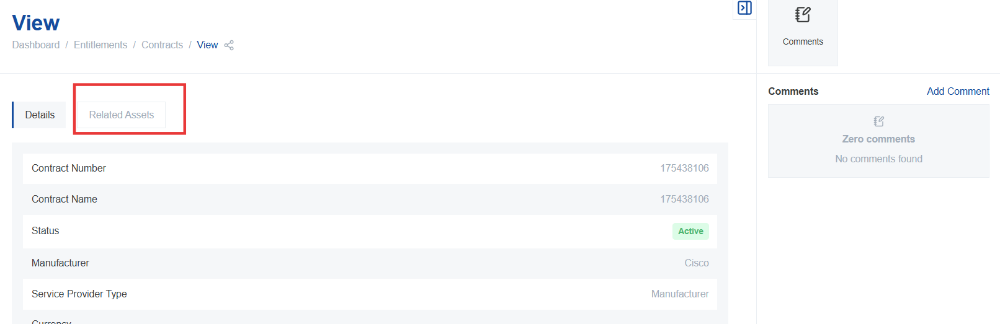 View
Dashboard / Entitlements / Contracts / View
Details
Related Assets
Contract Number 175438106
Contract Name 175438106
Status Active
Manufacturer Cisco
Service Provider Type Manufacturer
Currency
Comments
Comments Add Comment
Zero comments
No comments found